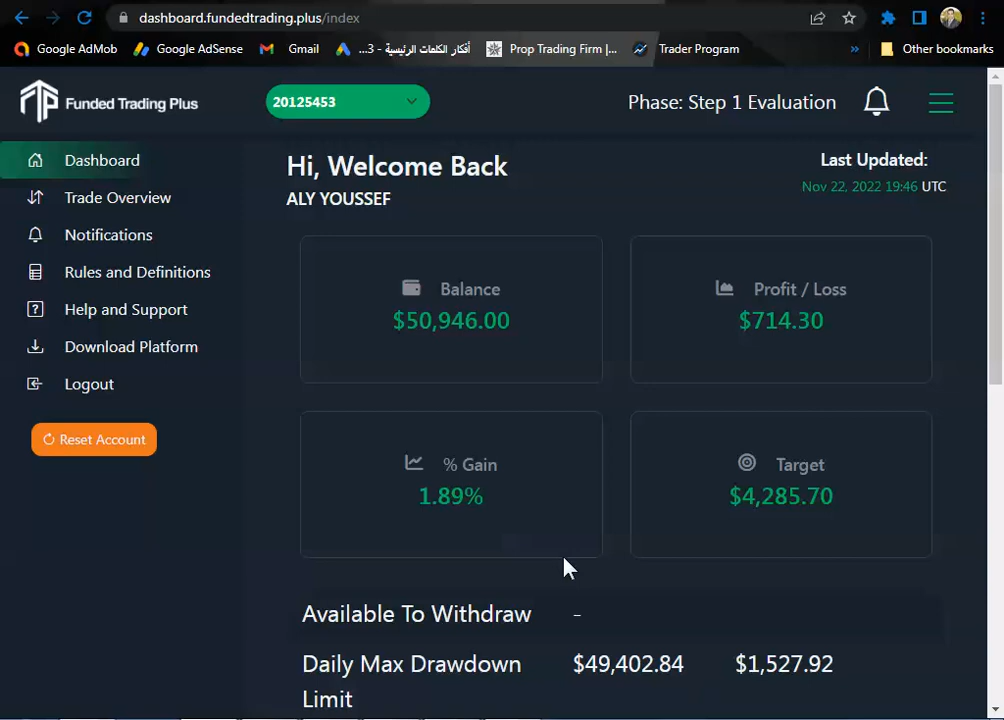 dashboard.fundedtrading.plus/index
Google AdMob
Google AdSense
Gmail
أفكار الكلمات الرئيسية - 3...
Prop Trading Firm |...
Trader Program
»
Other bookmarks
FTP Funded Trading Plus
20125453
Phase: Step 1 Evaluation
Dashboard
Trade Overview
Notifications
Rules and Definitions
Help and Support
Download Platform
Logout
Reset Account
Hi, Welcome Back
ALY YOUSSEF
Last Updated:
Nov 22, 2022 19:46 UTC
Balance
$50,946.00
Profit / Loss
$714.30
% Gain
1.89%
Target
$4,285.70
Available To Withdraw -
Daily Max Drawdown $49,402.84 $1,527.92
Limit